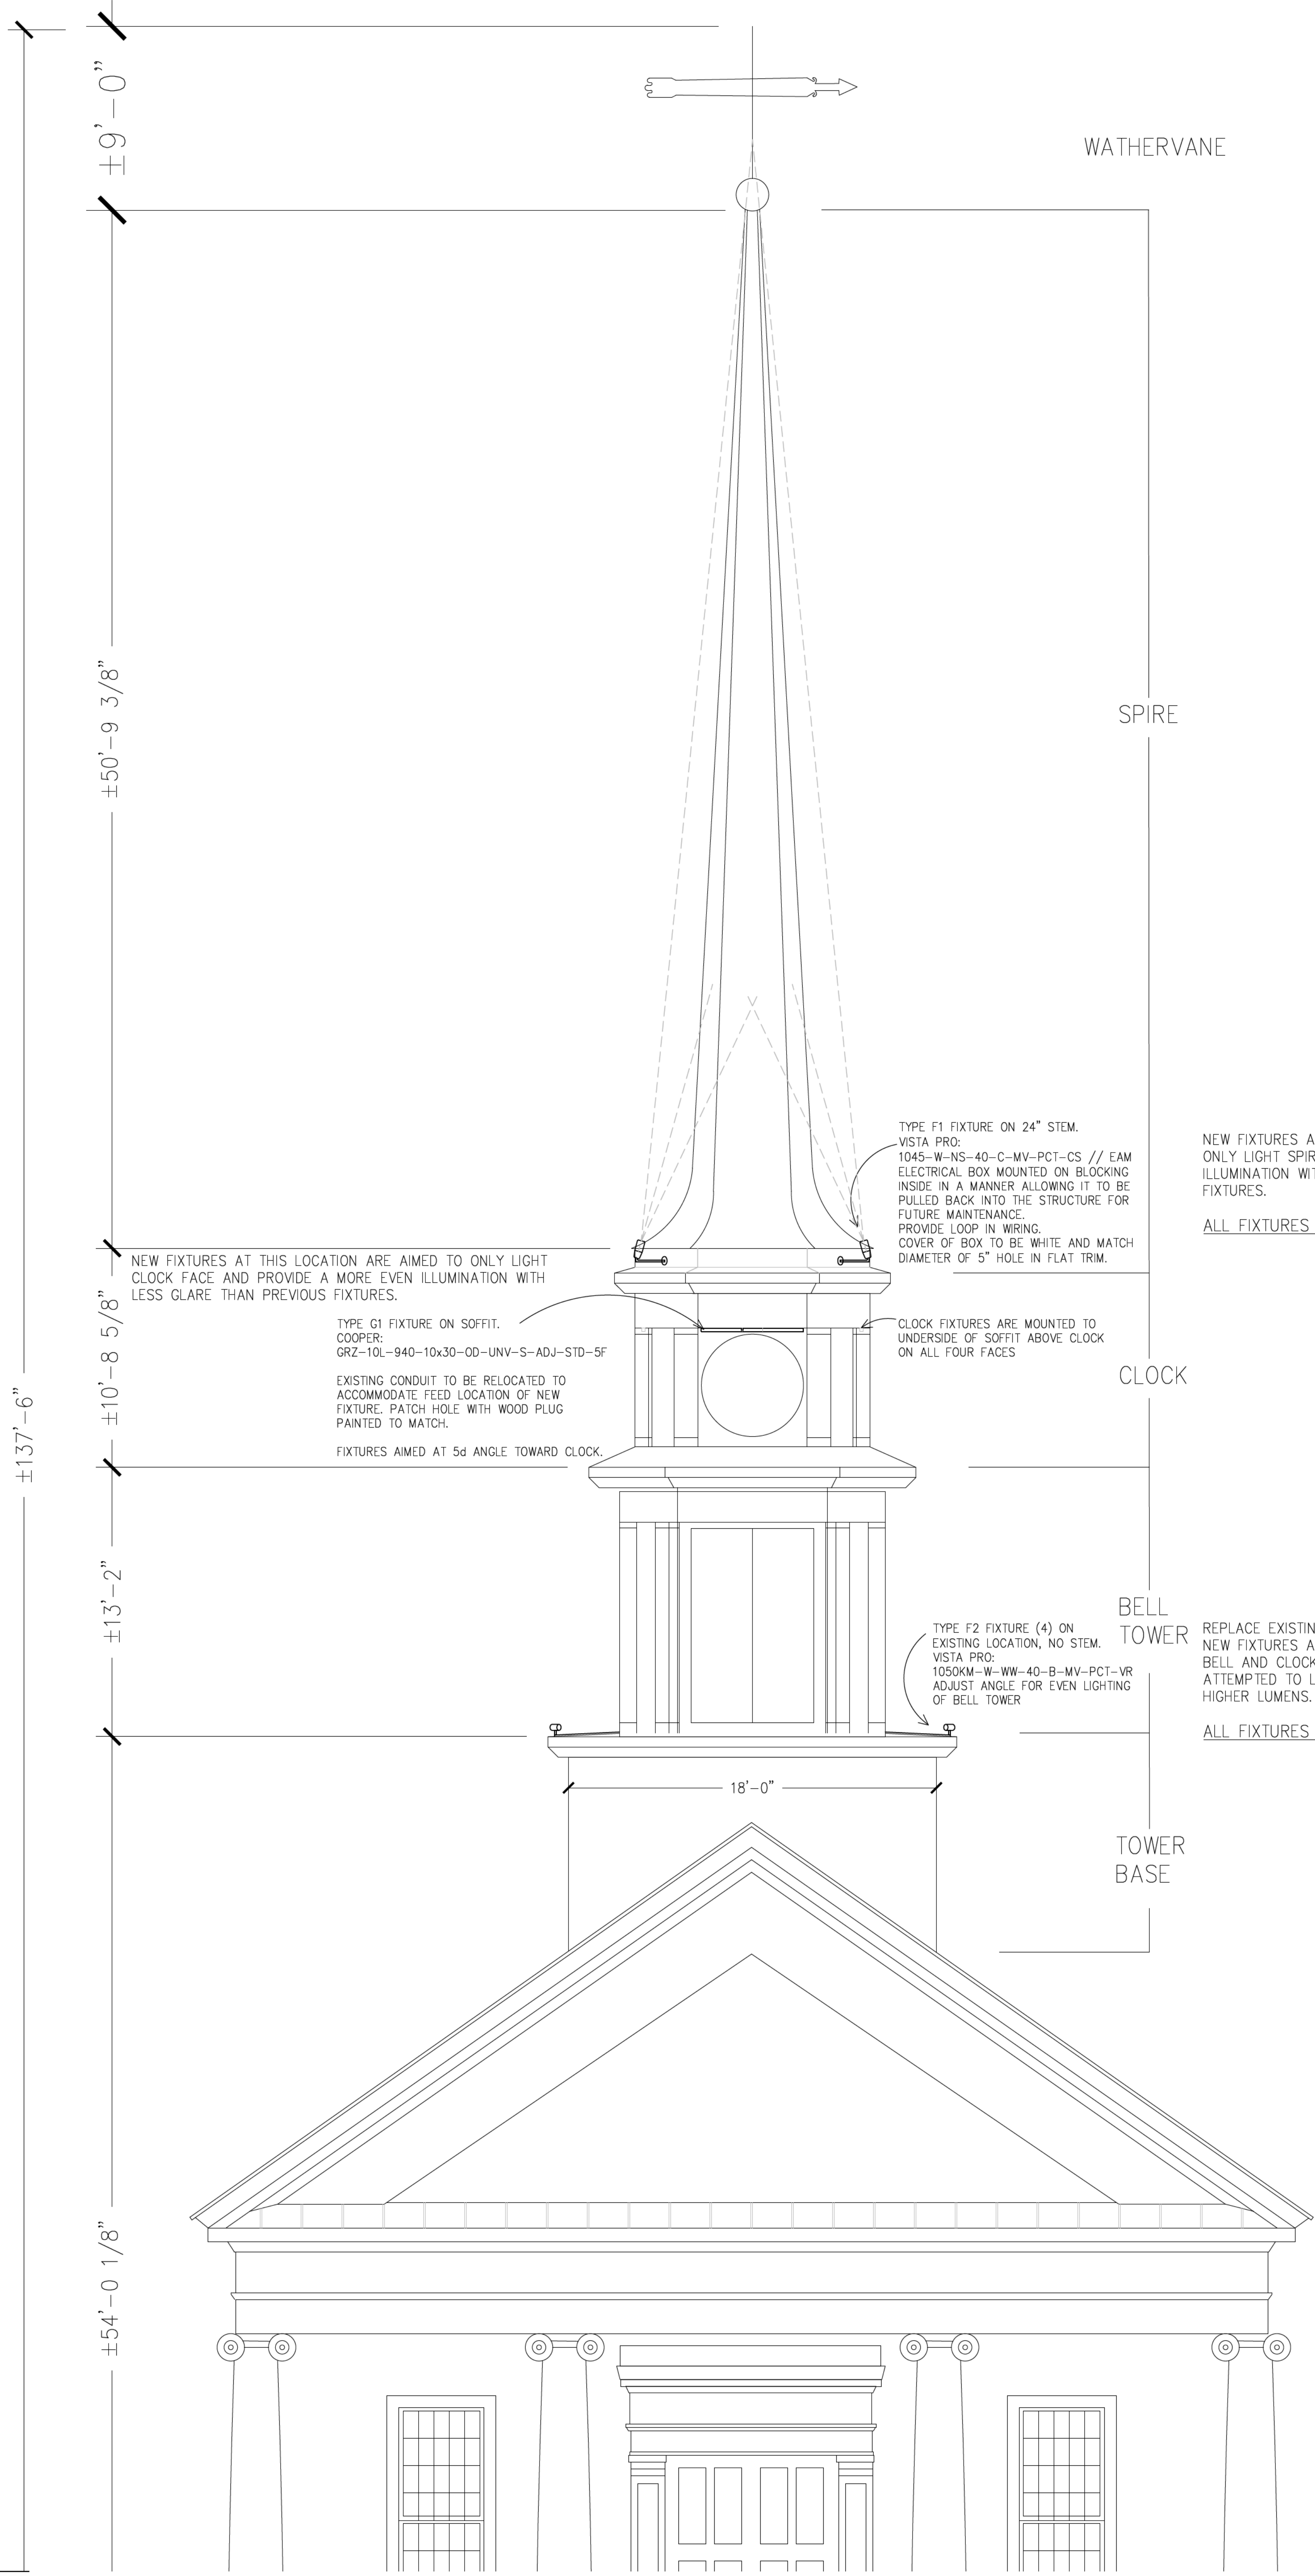 ±9'-0"
WATHERVANE
±50'-9 3/8"
SPIRE
TYPE F1 FIXTURE ON 24" STEM.
VISTA PRO:
1045-W-NS-40-C-MV-PCT-CS // EAM
ELECTRICAL BOX MOUNTED ON BLOCKING
INSIDE IN A MANNER ALLOWING IT TO BE
PULLED BACK INTO THE STRUCTURE FOR
FUTURE MAINTENANCE.
PROVIDE LOOP IN WIRING.
COVER OF BOX TO BE WHITE AND MATCH
DIAMETER OF 5" HOLE IN FLAT TRIM.
NEW FIXTURES A
ONLY LIGHT SPIR
ILLUMINATION WIT
FIXTURES.
ALL FIXTURES
NEW FIXTURES AT THIS LOCATION ARE AIMED TO ONLY LIGHT
CLOCK FACE AND PROVIDE A MORE EVEN ILLUMINATION WITH
LESS GLARE THAN PREVIOUS FIXTURES.
±10'-8 5/8"
TYPE G1 FIXTURE ON SOFFIT.
COOPER:
GRZ-10L-940-10x30-OD-UNV-S-ADJ-STD-5F
EXISTING CONDUIT TO BE RELOCATED TO
ACCOMMODATE FEED LOCATION OF NEW
FIXTURE. PATCH HOLE WITH WOOD PLUG
PAINTED TO MATCH.
FIXTURES AIMED AT 5d ANGLE TOWARD CLOCK.
CLOCK FIXTURES ARE MOUNTED TO
UNDERSIDE OF SOFFIT ABOVE CLOCK
ON ALL FOUR FACES
CLOCK
±137'-6"
±13'-2"
BELL
TOWER
TYPE F2 FIXTURE (4) ON
EXISTING LOCATION, NO STEM.
VISTA PRO:
1050KM-W-WW-40-B-MV-PCT-VR
ADJUST ANGLE FOR EVEN LIGHTING
OF BELL TOWER
REPLACE EXISTIN
NEW FIXTURES A
BELL AND CLOCK
ATTEMPTED TO L
HIGHER LUMENS.
ALL FIXTURES
18'-0"
TOWER
BASE
±54'-0 1/8"